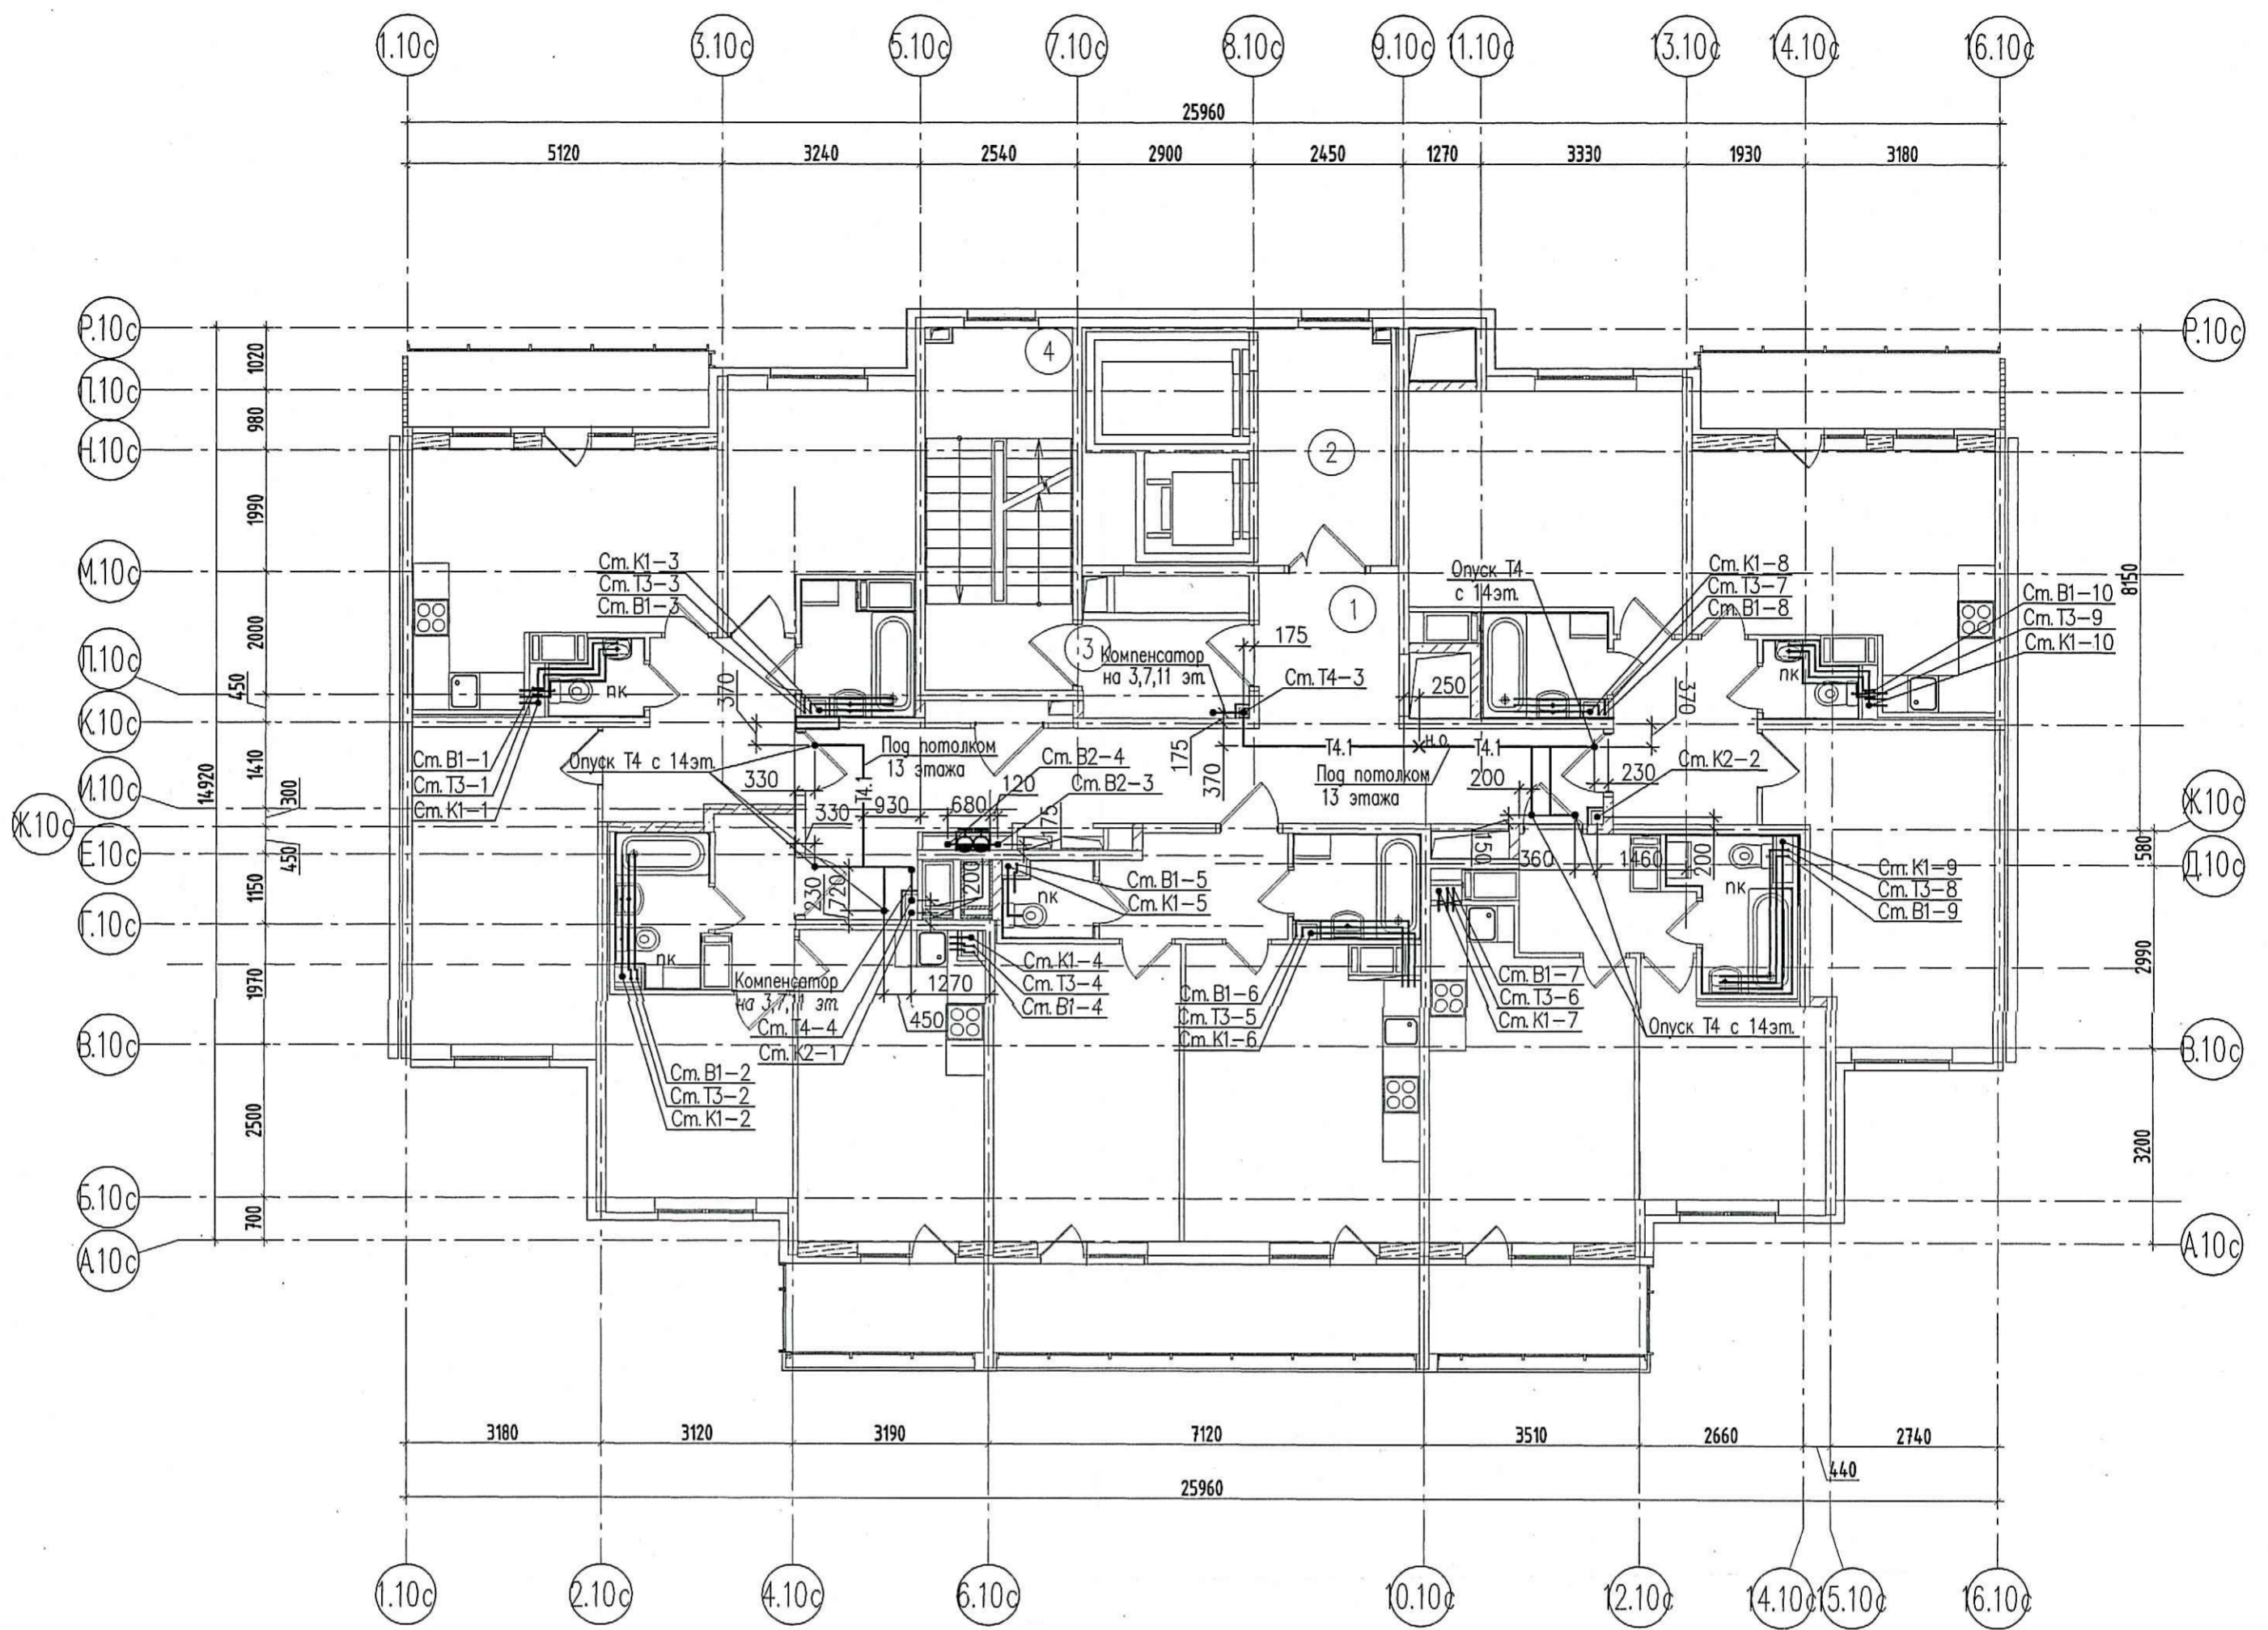 1.10с 3.10с 5.10с 7.10с 8.10с 9.10с 11.10с 13.10с 14.10с 16.10с
25960
5120 3240 2540 2900 2450 1270 3330 1930 3180
Р.10с
П.10с
Н.10с
М.10с
Л.10с
К.10с
И.10с
Ж.10с
Е.10с
Г.10с
В.10с
Б.10с
А.10с
14920
1020
980
1990
2000
450
1410
300
450
1150
1970
2500
700
4
2
1
3
Ст. К1-3
Ст. Т3-3
Ст. В1-3
Опуск Т4
с 14эт.
Ст. К1-8
Ст. Т3-7
Ст. В1-8
Ст. В1-10
Ст. Т3-9
Ст. К1-10
175
Компенсатор
на 3,7,11 эт.
Ст. Т4-3
250
370
370
пк
пк
Ст. В1-1
Ст. Т3-1
Ст. К1-1
Опуск Т4 с 14эт.
Под потолком
13 этажа
330
Т4.1
Ст. В2-4
120
Ст. В2-3
175
370
Т4.1
н.о.
Т4.1
Под потолком
13 этажа
200
230
Ст. К2-2
330
930
680
175
150
360
1460
200
230
720
200
Ст. В1-5
Ст. К1-5
пк
пк
пк
Ст. К1-9
Ст. Т3-8
Ст. В1-9
Компенсатор
на 3,7,11 эт.
Ст. Т4-4
Ст. К2-1
1270
450
Ст. К1-4
Ст. Т3-4
Ст. В1-4
Ст. В1-6
Ст. Т3-5
Ст. К1-6
Ст. В1-7
Ст. Т3-6
Ст. К1-7
Опуск Т4 с 14эт.
Ст. В1-2
Ст. Т3-2
Ст. К1-2
Р.10с
Ж.10с
Д.10с
В.10с
А.10с
8150
580
2990
3200
3180 3120 3190 7120 3510 2660 2740
440
25960
1.10с 2.10с 4.10с 6.10с 10.10с 12.10с 14.10с 15.10с 16.10с